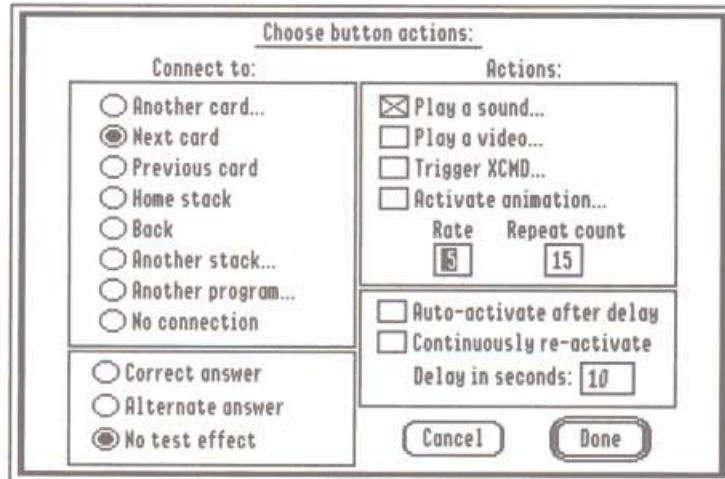 Choose button actions:
Connect to:
Another card...
Next card
Previous card
Home stack
Back
Another stack...
Another program...
No connection
Correct answer
Alternate answer
No test effect
Actions:
Play a sound...
Play a video...
Trigger XCMD...
Activate animation...
Rate Repeat count
5 15
Auto-activate after delay
Continuously re-activate
Delay in seconds: 10
Cancel Done